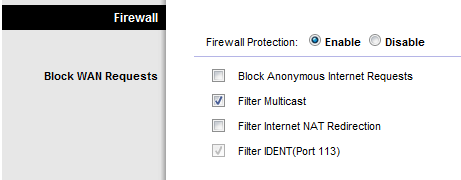 Firewall
Firewall Protection: Enable Disable
Block WAN Requests
Block Anonymous Internet Requests
Filter Multicast
Filter Internet NAT Redirection
Filter IDENT(Port 113)